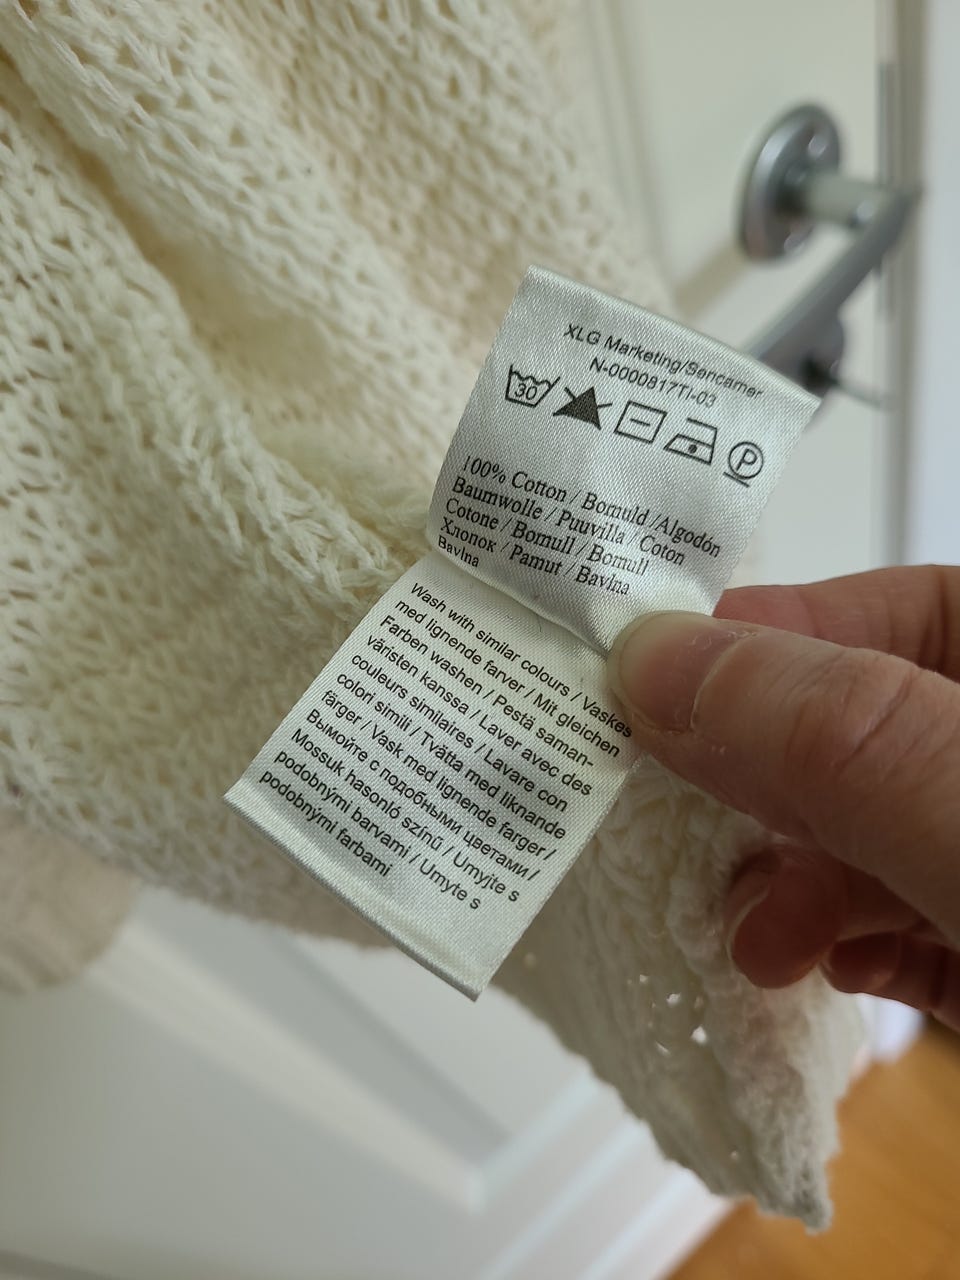 XLG Marketing/Sencamer
N-0000817TI-03
30
P
100% Cotton / Bomuld /Algodón
Baumwolle / Puuvilla / Coton
Cotone / Bomull / Bomull
Хлопок / Pamut / Bavlna
Bavlna
Wash with similar colours / Vaskes
med lignende farver / Mit gleichen
Farben washen / Pestä saman-
väristen kanssa / Laver avec des
couleurs similaires / Lavare con
colori simili / Tvätta med liknande
färger / Vask med lignende farger /
Вымойте с подобными цветами /
Mossuk hasonló színű / Umyjte s
podobnými barvami / Umyte s
podobnými farbami